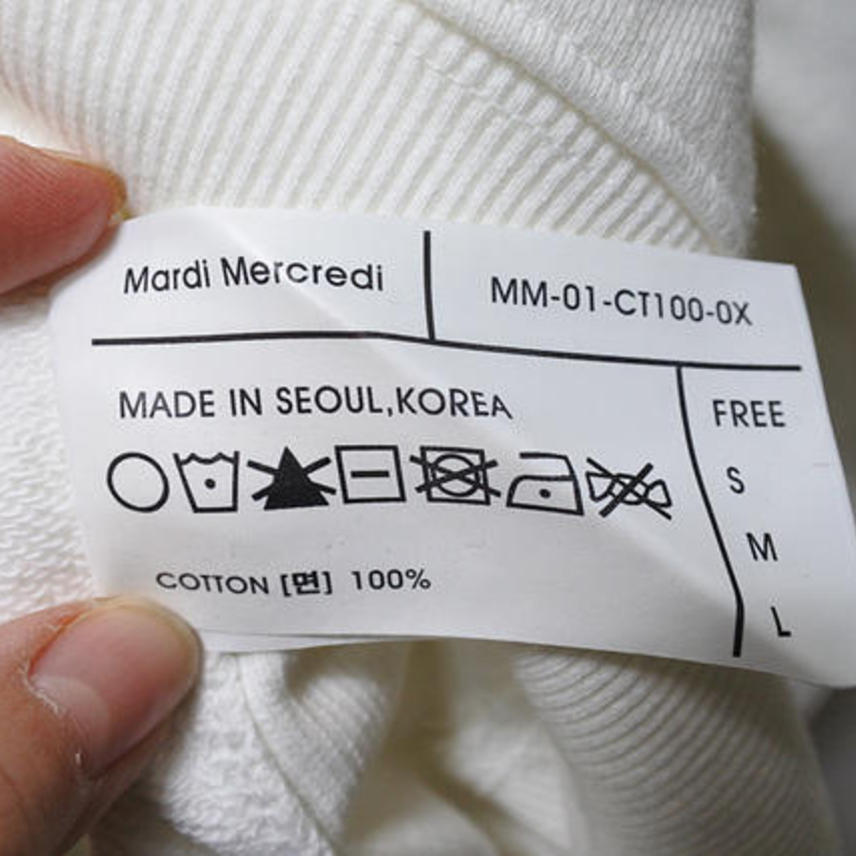 Mardi Mercredi
MM-01-CT100-0X
MADE IN SEOUL,KOREA
COTTON [면] 100%
FREE
S
M
L